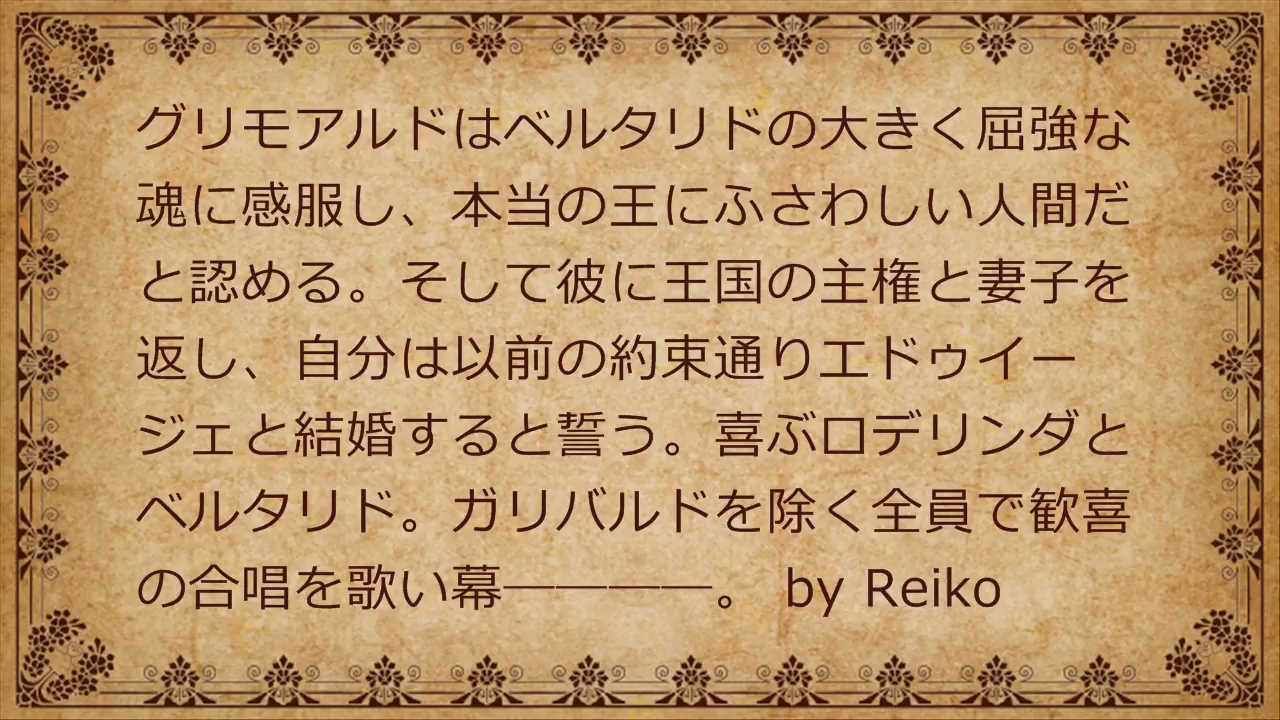 グリモアルドはベルタリドの大きく屈強な
魂に感服し、本当の王にふさわしい人間だ
と認める。そして彼に王国の主権と妻子を
返し、自分は以前の約束通りエドゥイー
ジェと結婚すると誓う。喜ぶロデリンダと
ベルタリド。ガリバルドを除く全員で歓喜
の合唱を歌い幕――――。 by Reiko